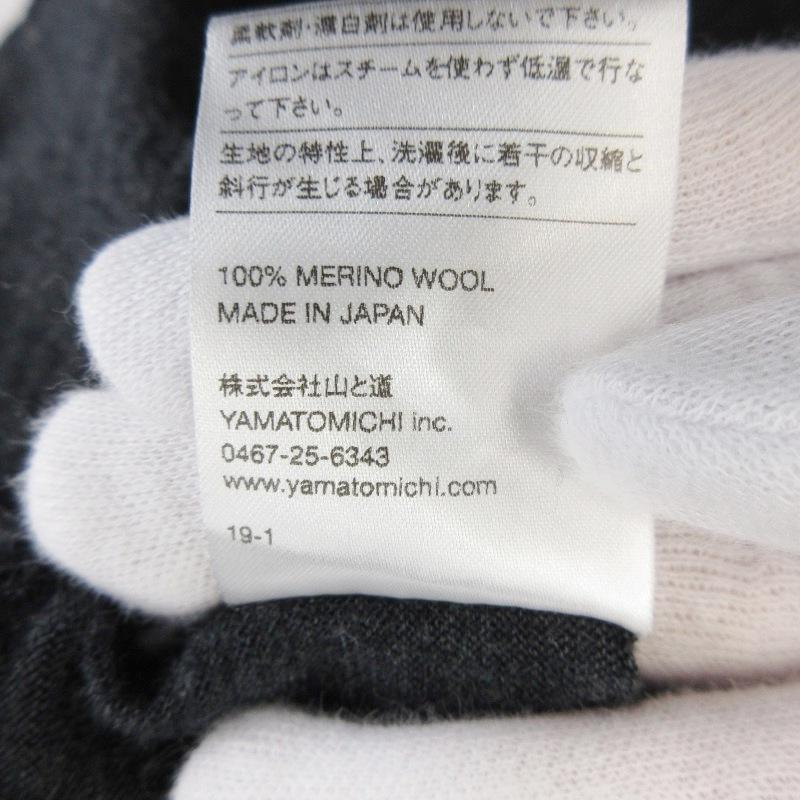 柔軟剤・漂白剤は使用しないで下さい。
アイロンはスチームを使わず低温で行な
って下さい。
生地の特性上、洗濯後に若干の収縮と
斜行が生じる場合があります。
100% MERINO WOOL
MADE IN JAPAN
株式会社山と道
YAMATOMICHI inc.
0467-25-6343
www.yamatomichi.com
19-1